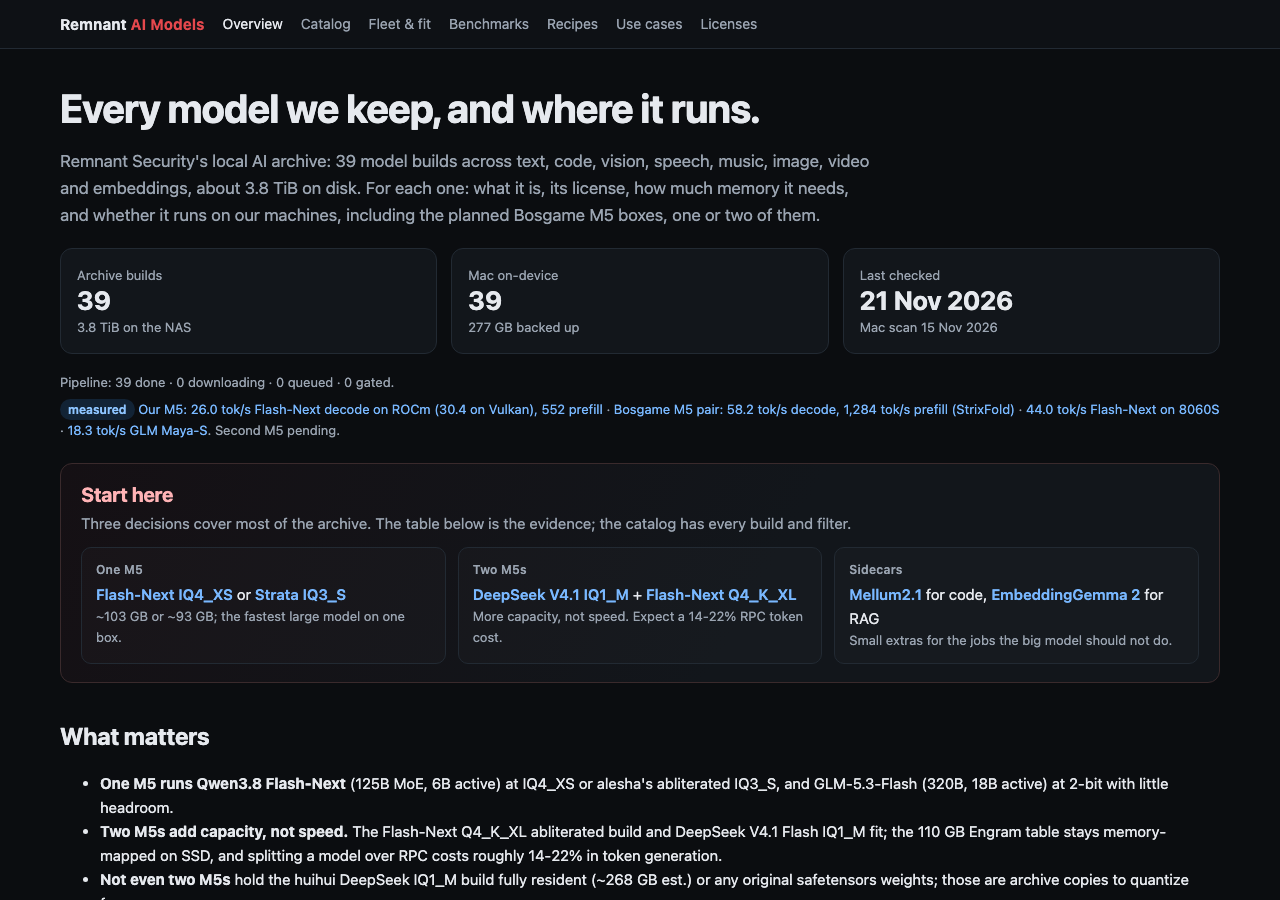 Remnant AI Models Overview Catalog Fleet & fit Benchmarks Recipes Use cases Licenses
Every model we keep, and where it runs.
Remnant Security's local AI archive: 39 model builds across text, code, vision, speech, music, image, video
and embeddings, about 3.8 TiB on disk. For each one: what it is, its license, how much memory it needs,
and whether it runs on our machines, including the planned Bosgame M5 boxes, one or two of them.
Archive builds
39
3.8 TiB on the NAS
Mac on-device
39
277 GB backed up
Last checked
21 Nov 2026
Mac scan 15 Nov 2026
Pipeline: 39 done · 0 downloading · 0 queued · 0 gated.
measured Our M5: 26.0 tok/s Flash-Next decode on ROCm (30.4 on Vulkan), 552 prefill · Bosgame M5 pair: 58.2 tok/s decode, 1,284 tok/s prefill (StrixFold) · 44.0 tok/s Flash-Next on 8060S
· 18.3 tok/s GLM Maya-S. Second M5 pending.
Start here
Three decisions cover most of the archive. The table below is the evidence; the catalog has every build and filter.
One M5
Flash-Next IQ4_XS or Strata IQ3_S
~103 GB or ~93 GB; the fastest large model on one
box.
Two M5s
DeepSeek V4.1 IQ1_M + Flash-Next Q4_K_XL
More capacity, not speed. Expect a 14-22% RPC token
cost.
Sidecars
Mellum2.1 for code, EmbeddingGemma 2 for
RAG
Small extras for the jobs the big model should not do.
What matters
• One M5 runs Qwen3.8 Flash-Next (125B MoE, 6B active) at IQ4_XS or alesha's abliterated IQ3_S, and GLM-5.3-Flash (320B, 18B active) at 2-bit with little
headroom.
• Two M5s add capacity, not speed. The Flash-Next Q4_K_XL abliterated build and DeepSeek V4.1 Flash IQ1_M fit; the 110 GB Engram table stays memory-
mapped on SSD, and splitting a model over RPC costs roughly 14-22% in token generation.
• Not even two M5s hold the huihui DeepSeek IQ1_M build fully resident (~268 GB est.) or any original safetensors weights; those are archive copies to quantize